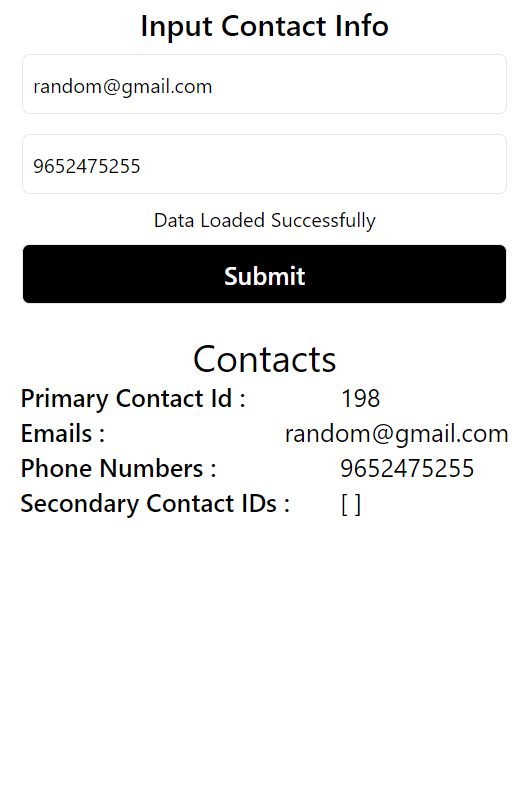 Input Contact Info
random@gmail.com
9652475255
Data Loaded Successfully
Submit
Contacts
Primary Contact Id : 198
Emails : random@gmail.com
Phone Numbers : 9652475255
Secondary Contact IDs : [ ]